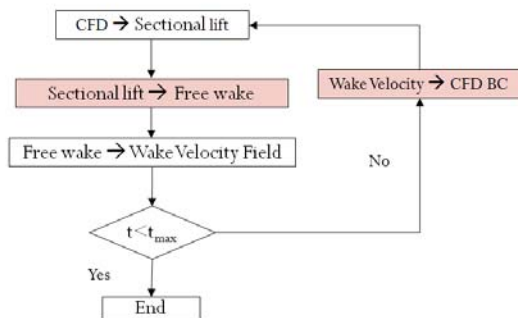 CFD → Sectional lift
Sectional lift → Free wake
Wake Velocity → CFD BC
Free wake → Wake Velocity Field
No
t<tmax
Yes
End